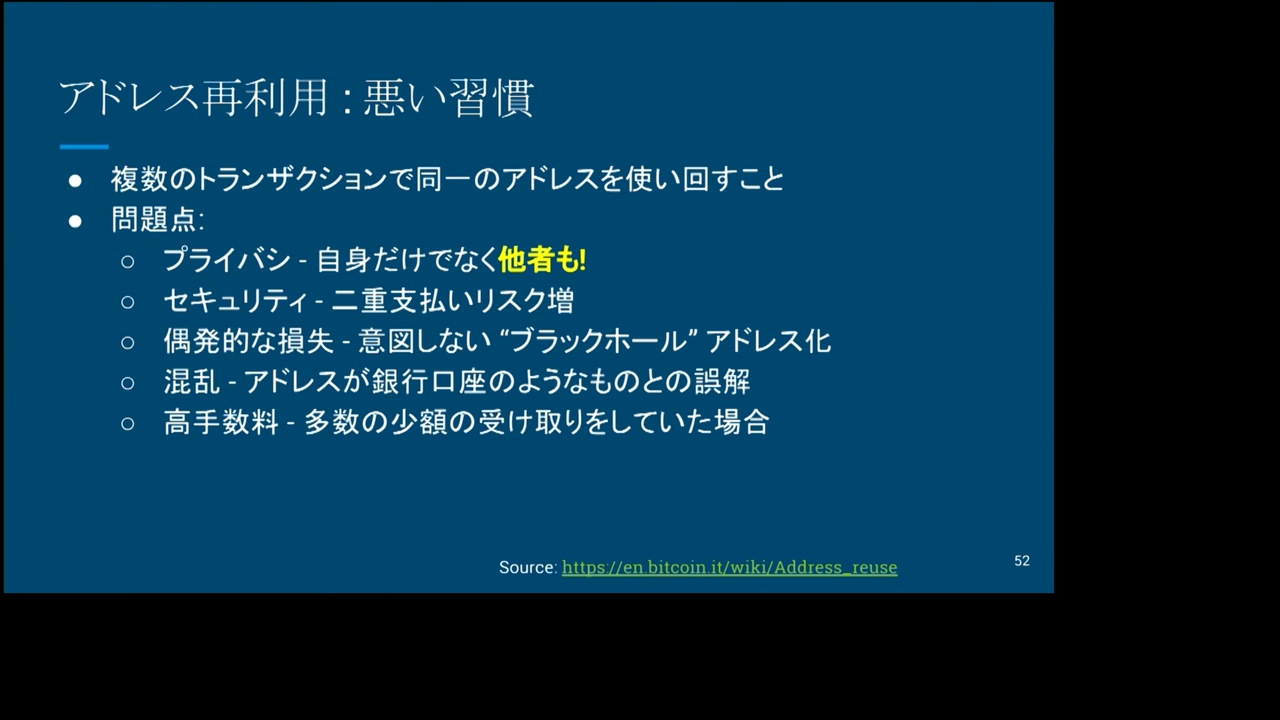 アドレス再利用 : 悪い習慣
● 複数のトランザクションで同一のアドレスを使い回すこと
● 問題点:
○ プライバシ - 自身だけでなく他者も!
○ セキュリティ - 二重支払いリスク増
○ 偶発的な損失 - 意図しない “ブラックホール” アドレス化
○ 混乱 - アドレスが銀行口座のようなものとの誤解
○ 高手数料 - 多数の少額の受け取りをしていた場合
Source: https://en.bitcoin.it/wiki/Address_reuse
52